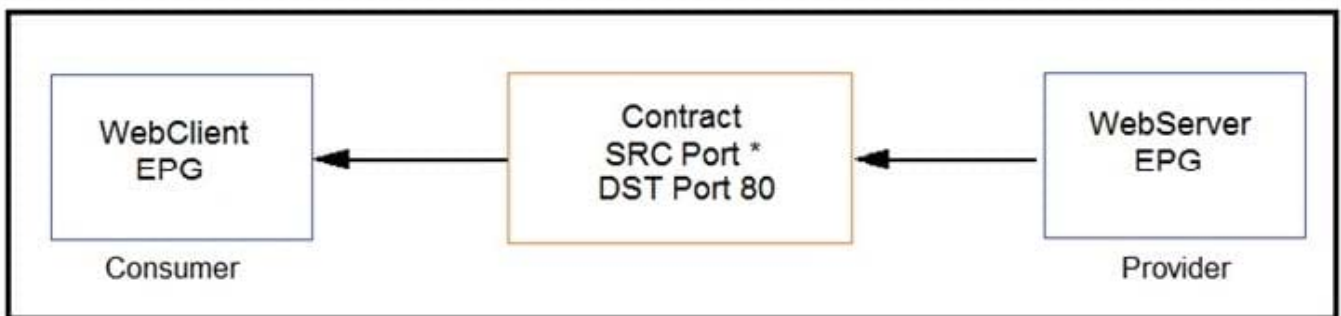 WebClient
EPG
Consumer
Contract
SRC Port *
DST Port 80
WebServer
EPG
Provider